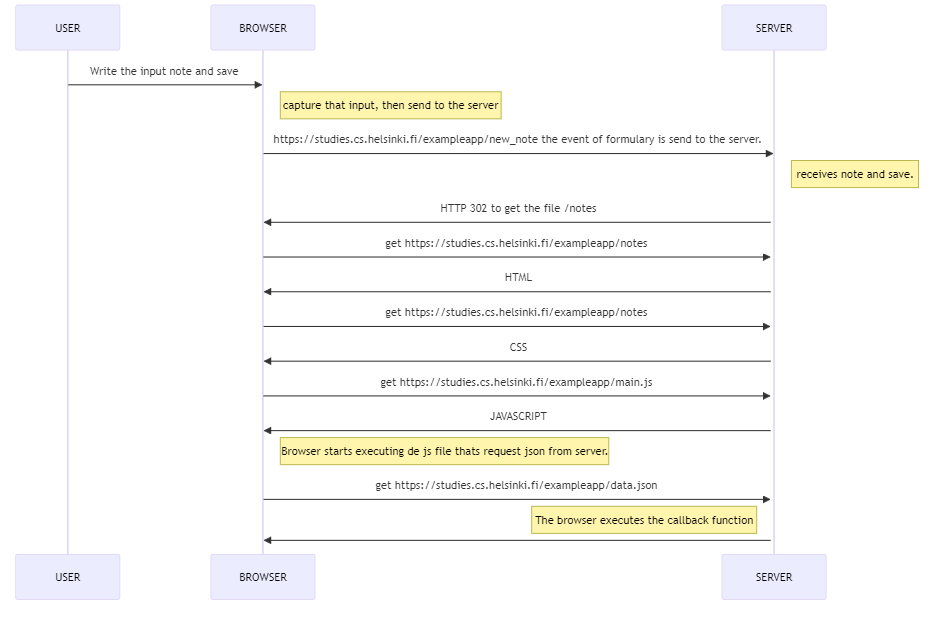 USER
BROWSER
SERVER
Write the input note and save
capture that input, then send to the server
https://studies.cs.helsinki.fi/exampleapp/new_note the event of formulary is send to the server.
receives note and save.
HTTP 302 to get the file /notes
get https://studies.cs.helsinki.fi/exampleapp/notes
HTML
get https://studies.cs.helsinki.fi/exampleapp/notes
CSS
get https://studies.cs.helsinki.fi/exampleapp/main.js
JAVASCRIPT
Browser starts executing de js file thats request json from server.
get https://studies.cs.helsinki.fi/exampleapp/data.json
The browser executes the callback function
USER
BROWSER
SERVER